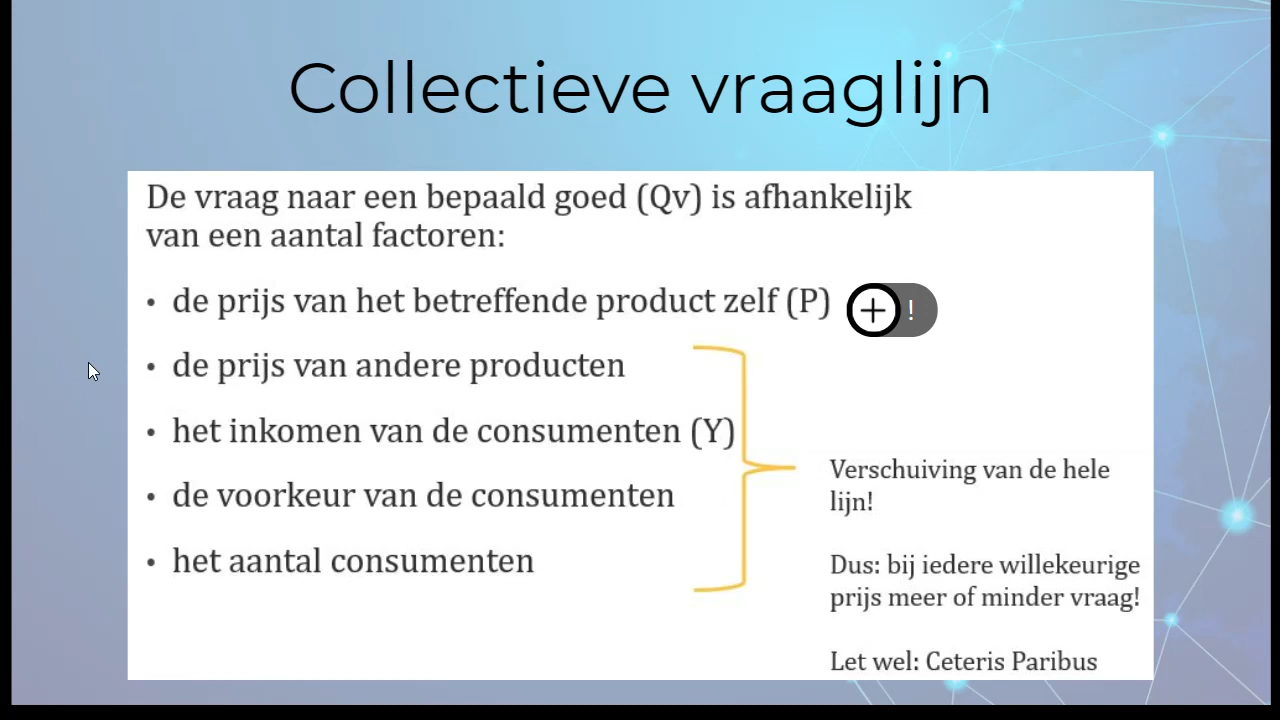 Collectieve vraaglijn
De vraag naar een bepaald goed (Qv) is afhankelijk
van een aantal factoren:
• de prijs van het betreffende product zelf (P)
!
• de prijs van andere producten
• het inkomen van de consumenten (Y)
• de voorkeur van de consumenten
• het aantal consumenten
Verschuiving van de hele
lijn!
Dus: bij iedere willekeurige
prijs meer of minder vraag!
Let wel: Ceteris Paribus